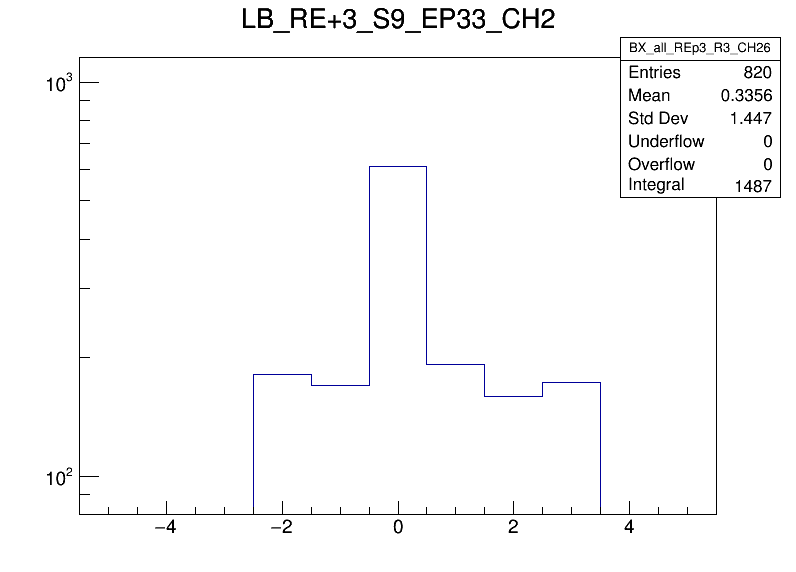 LB_RE+3_S9_EP33_CH2
BX_all_REp3_R3_CH26
Entries 820
Mean 0.3356
Std Dev 1.447
Underflow 0
Overflow 0
Integral 1487
10³
10²
−4 −2 0 2 4